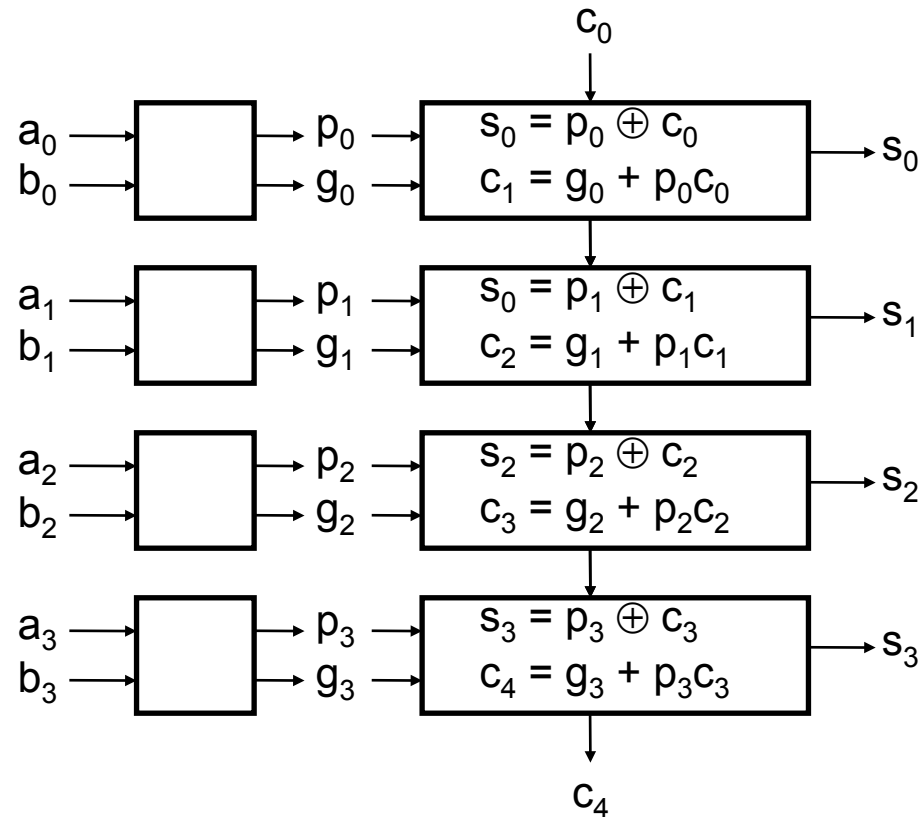 c₀
a₀ p₀ s₀ = p₀ ⊕ c₀ s₀
b₀ g₀ c₁ = g₀ + p₀c₀
a₁ p₁ s₀ = p₁ ⊕ c₁ s₁
b₁ g₁ c₂ = g₁ + p₁c₁
a₂ p₂ s₂ = p₂ ⊕ c₂ s₂
b₂ g₂ c₃ = g₂ + p₂c₂
a₃ p₃ s₃ = p₃ ⊕ c₃ s₃
b₃ g₃ c₄ = g₃ + p₃c₃
c₄